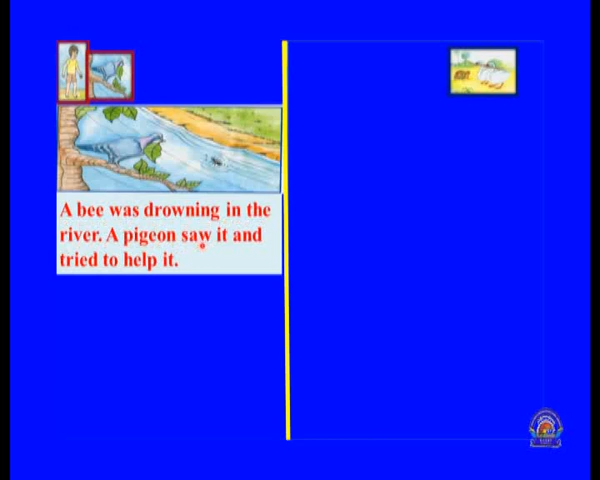 A bee was drowning in the
river. A pigeon saw it and
tried to help it.